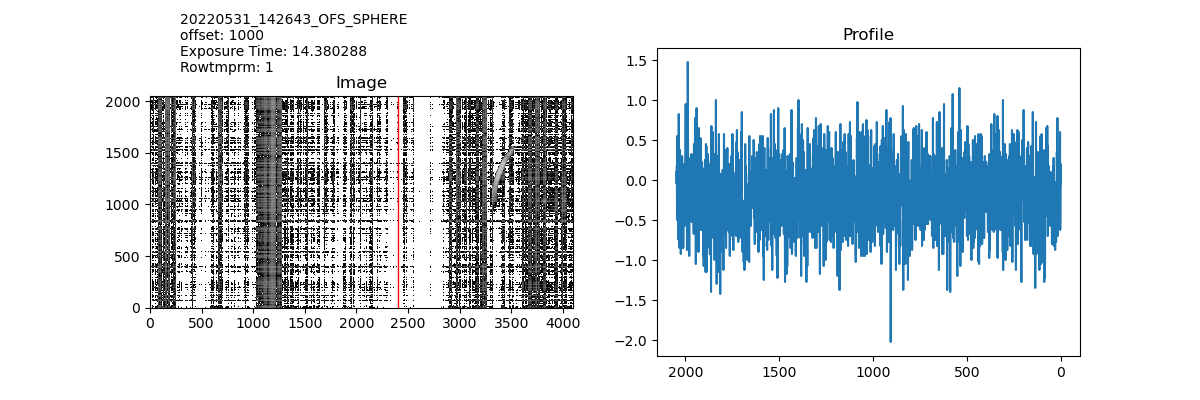 20220531_142643_OFS_SPHERE
offset: 1000
Exposure Time: 14.380288
Rowtmprm: 1
Image
2000
1500
1000
500
0
0 500 1000 1500 2000 2500 3000 3500 4000
Profile
1.5
1.0
0.5
0.0
−0.5
−1.0
−1.5
−2.0
2000 1500 1000 500 0